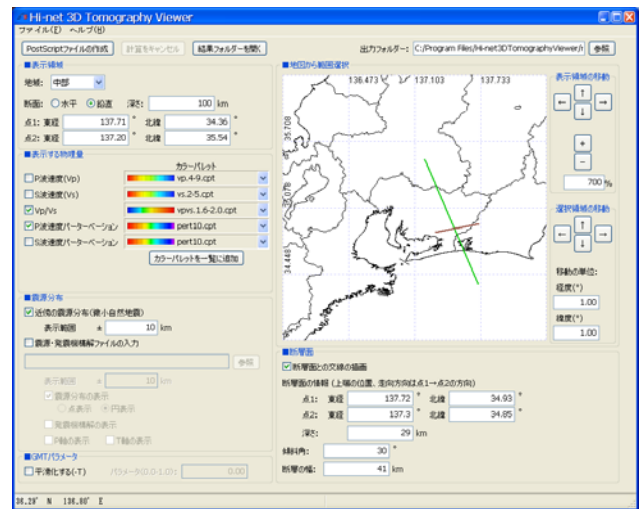 Hi-net 3D Tomography Viewer
ファイル(F) ヘルプ(H)
PostScriptファイルの作成 計算をキャンセル 結果フォルダーを開く 出力フォルダー: C:/Program Files/Hi-net3DTomographyViewer/r 参照
■表示領域
地域: 中部
断面: 水平 鉛直 深さ: 100 km
点1: 東経 137.71 ° 北緯 34.36 °
点2: 東経 137.20 ° 北緯 35.54 °
■表示する物理量
カラーパレット
P波速度(Vp) vp.4-9.cpt
S波速度(Vs) vs.2-5.cpt
Vp/Vs vpvs.1.6-2.0.cpt
P波速度パーターベーション pert10.cpt
S波速度パーターベーション pert10.cpt
カラーパレットを一覧に追加
■震源分布
近傍の震源分布(微小自然地震)
表示範囲 ± 10 km
震源・発震機構解ファイルの入力
参照
表示範囲 ± 10 km
震源分布の表示
点表示 円表示
発震機構解の表示
P軸の表示 T軸の表示
■GMTパラメータ
平滑化する(-T) パラメータ(0.0-1.0): 0.00
■地図から範囲選択
136.473 137.103 137.733
35.708
35.078
34.448
表示領域の移動
↑
← →
↓
+
-
700 %
選択領域の移動
↑
← →
↓
移動の単位:
経度(°)
1.00
緯度(°)
1.00
■断層面
断層面との交線の描画
断層面の情報 (上端の位置、走向方向は点1→点2の方向)
点1: 東経 137.72 ° 北緯 34.93 °
点2: 東経 137.3 ° 北緯 34.85 °
深さ: 29 km
傾斜角: 30 °
断層の幅: 41 km